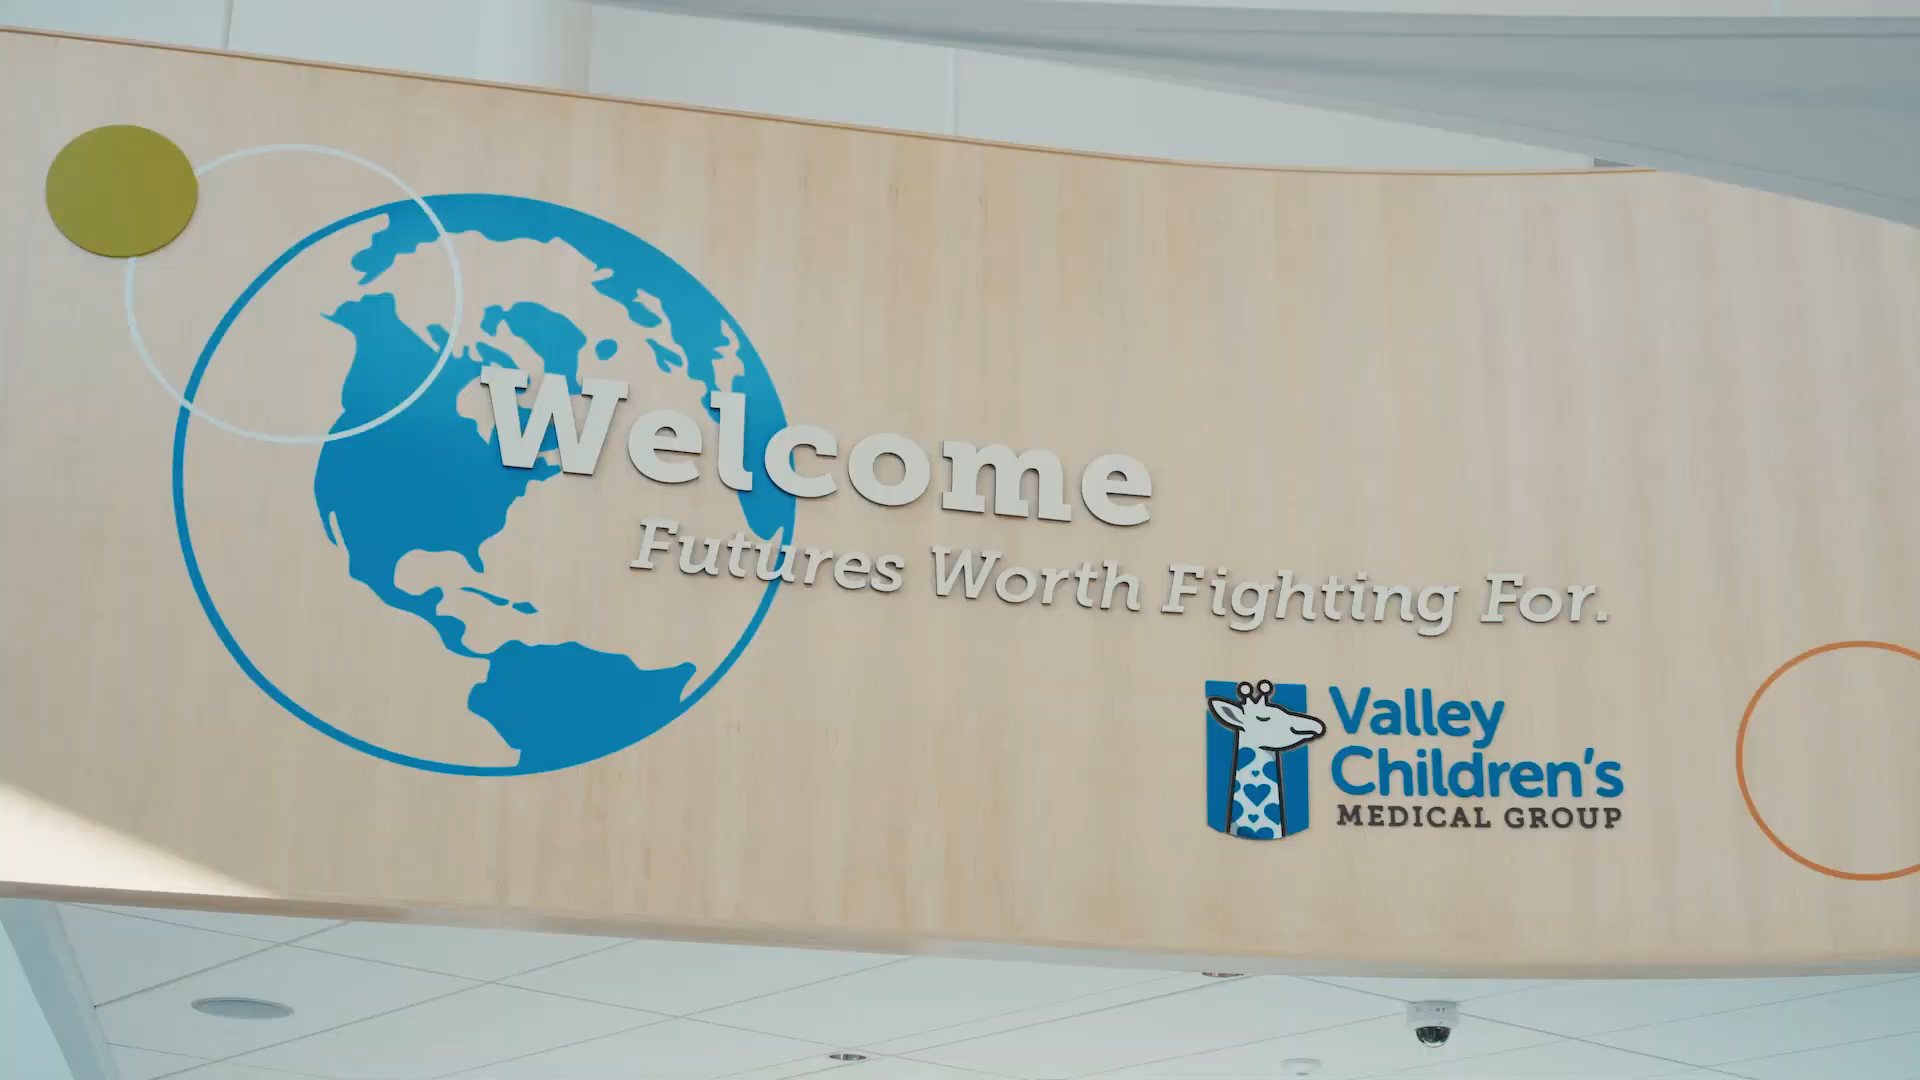 Welcome
Futures Worth Fighting For.
Valley
Children's
MEDICAL GROUP